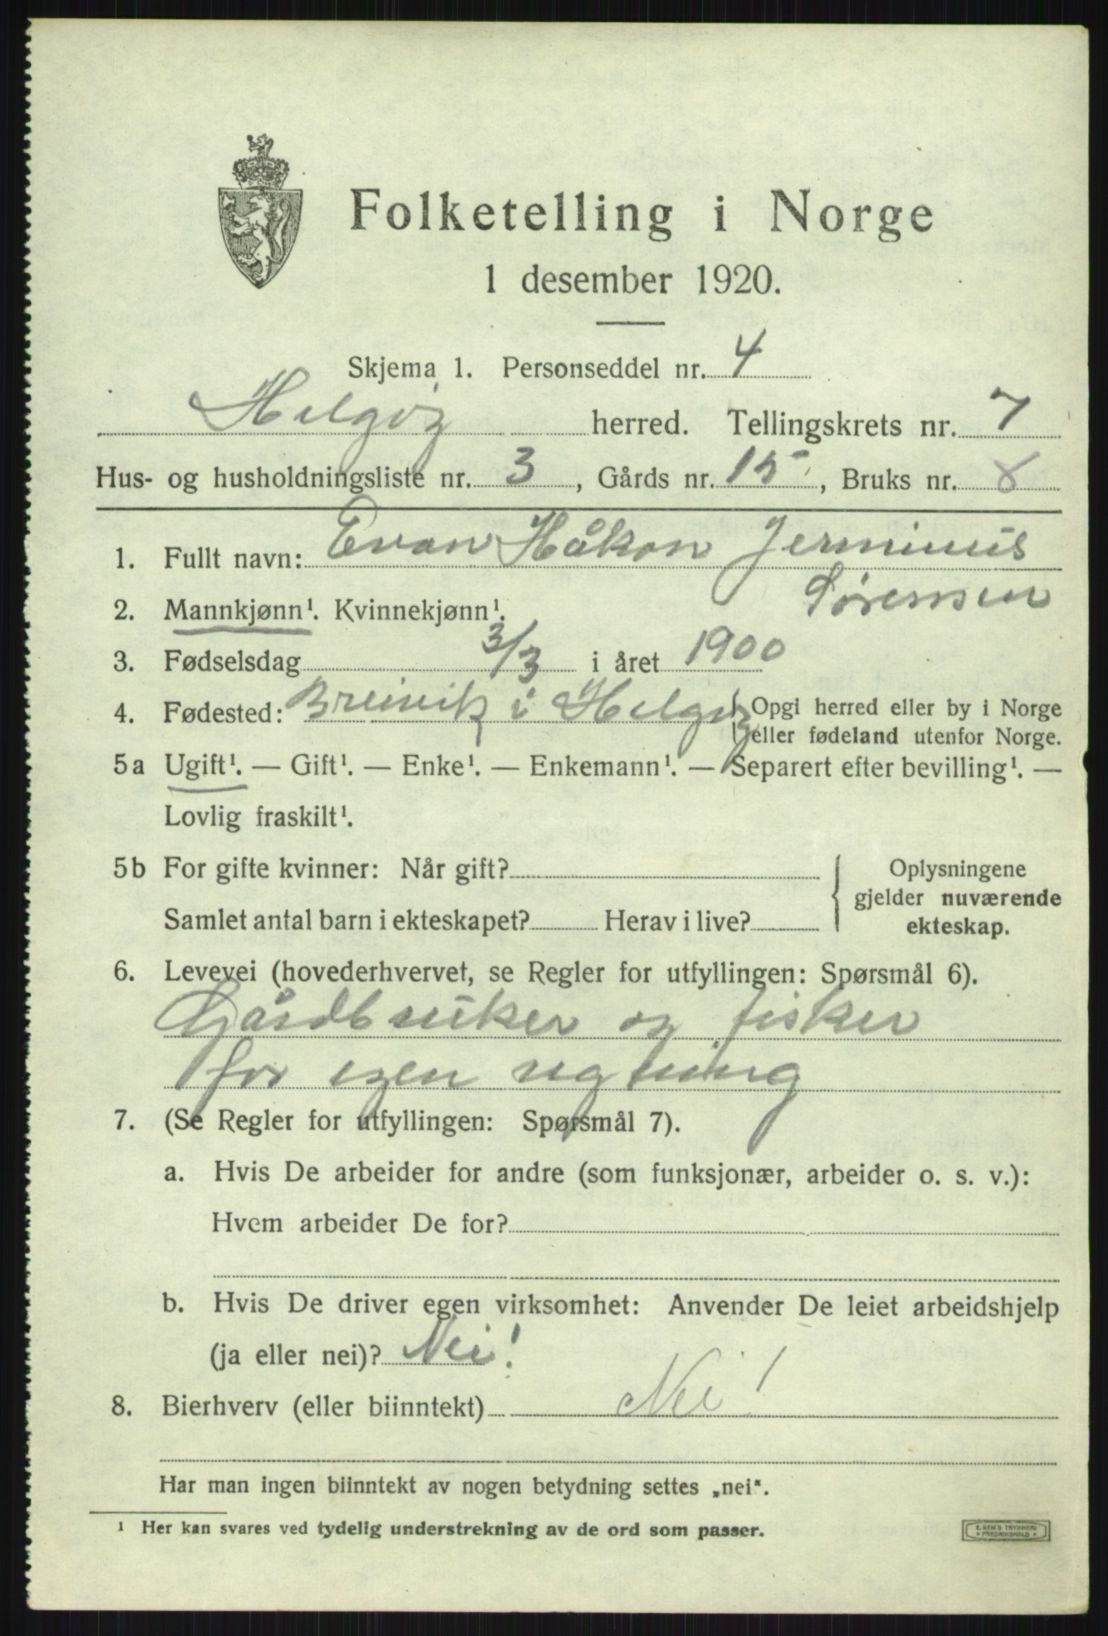 Folketelling i Norge
1 desember 1920.
Skjema 1. Personseddel nr. 4
Helgøy herred. Tellingskrets nr. 7
Hus- og husholdningsliste nr. 3, Gårds nr. 15, Bruks nr. 8
1. Fullt navn: Evan Håkon Jerminius
Sørensen
2. Mannkjønn¹. Kvinnekjønn¹.
3. Fødselsdag 3/3 i året 1900
4. Fødested: Breivik i Helgøy { Opgi herred eller by i Norge
eller fødeland utenfor Norge.
5a Ugift¹. — Gift¹. — Enke¹. — Enkemann¹. — Separert efter bevilling¹. —
Lovlig fraskilt¹.
5b For gifte kvinner: Når gift?
Samlet antal barn i ekteskapet? Herav i live?
Oplysningene
gjelder nuværende
ekteskap.
6. Levevei (hovederhvervet, se Regler for utfyllingen: Spørsmål 6).
Gårdbruker og fisker
for egen regning
7. (Se Regler for utfyllingen: Spørsmål 7).
a. Hvis De arbeider for andre (som funksjonær, arbeider o. s. v.):
Hvem arbeider De for?
b. Hvis De driver egen virksomhet: Anvender De leiet arbeidshjelp
(ja eller nei)? Nei!
8. Bierhverv (eller biinntekt) Nei!
Har man ingen biinntekt av nogen betydning settes „nei“.
¹ Her kan svares ved tydelig understrekning av de ord som passer.